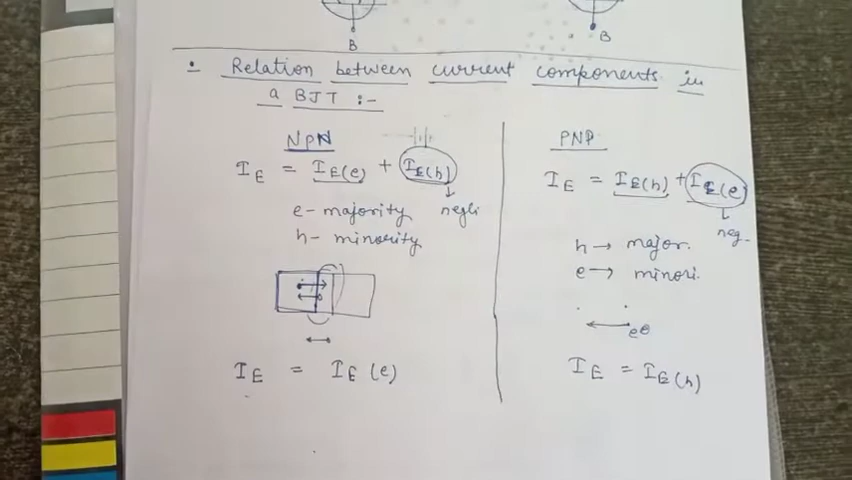 B
B
:- Relation between current components in
a BJT :-
NPN
I_E = I_E(e) + I_E(h)
negli
e - majority
h - minority
I_E = I_E (e)
PNP
I_E = I_E(h) + I_E(e)
neg-
h → major.
e → minori.
I_E = I_E(h)